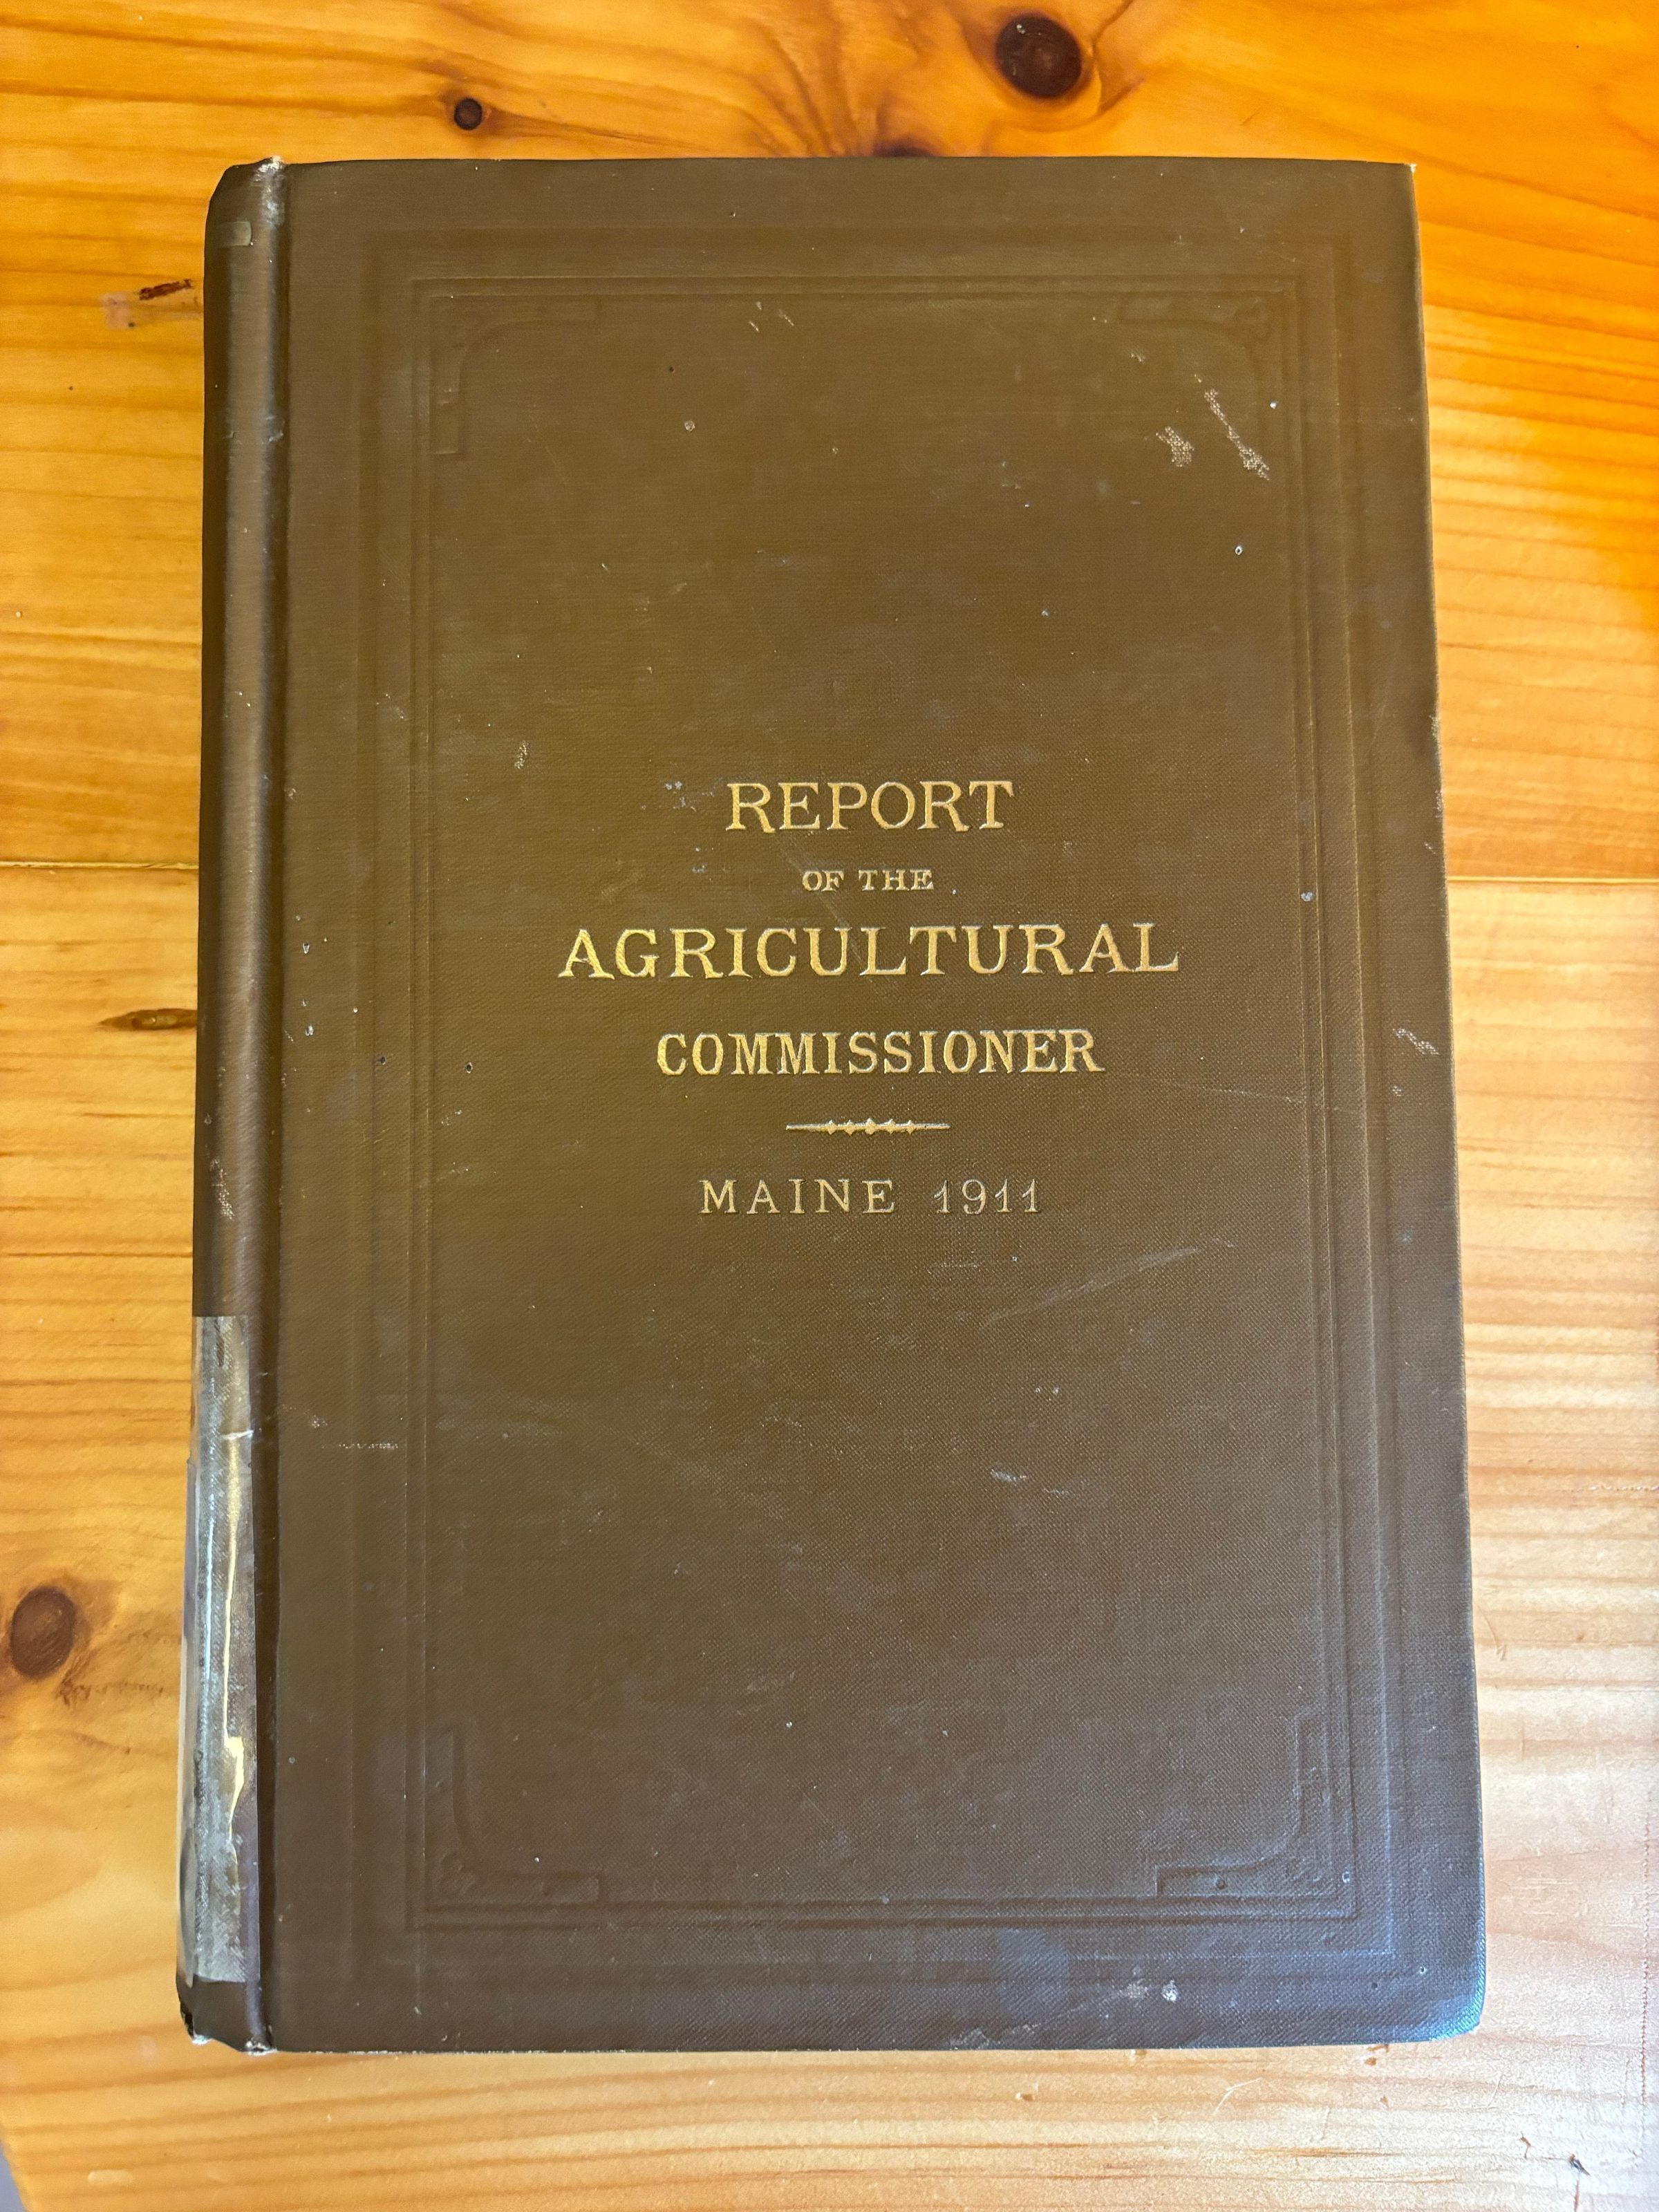 REPORT
OF THE
AGRICULTURAL
COMMISSIONER
MAINE 1911